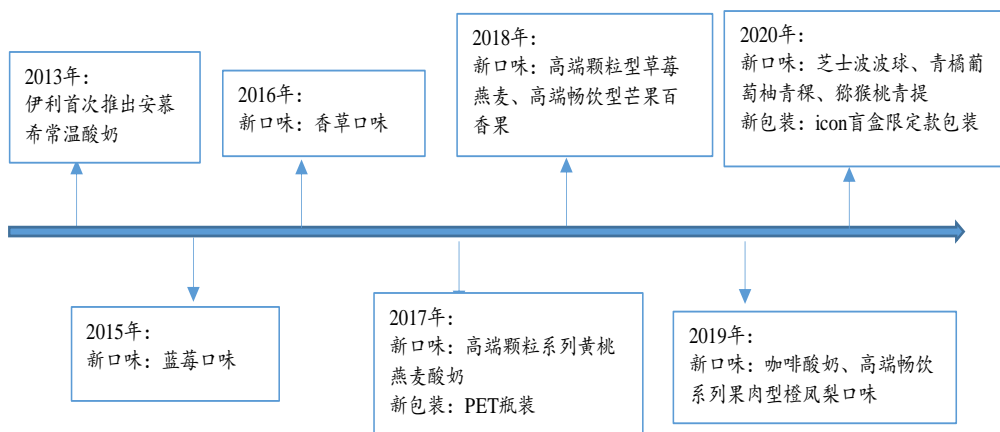 2013年：
伊利首次推出安慕
希常温酸奶
2015年：
新口味：蓝莓口味
2016年：
新口味：香草口味
2017年：
新口味：高端颗粒系列黄桃
燕麦酸奶
新包装：PET瓶装
2018年：
新口味：高端颗粒型草莓
燕麦、高端畅饮型芒果百
香果
2019年：
新口味：咖啡酸奶、高端畅饮
系列果肉型橙凤梨口味
2020年：
新口味：芝士波波球、青橘葡
萄柚青稞、猕猴桃青提
新包装：icon盲盒限定款包装